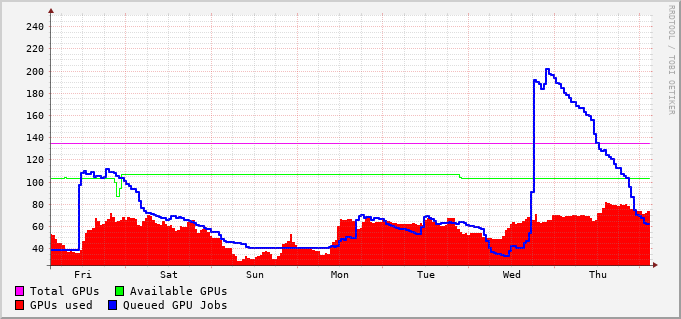 240
220
200
180
160
140
120
100
80
60
40
Fri Sat Sun Mon Tue Wed Thu
Total GPUs Available GPUs
GPUs used Queued GPU Jobs
RRDTOOL / TOBI OETIKER